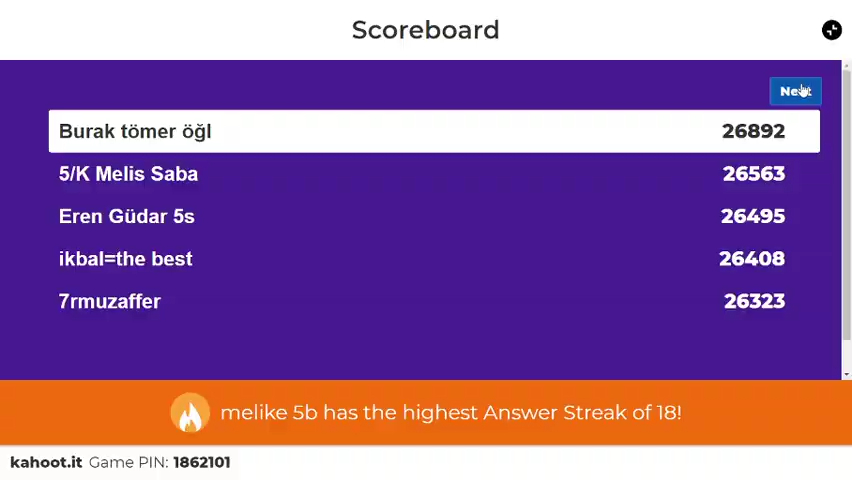 Scoreboard
Next
Burak tömer öğl 26892
5/K Melis Saba 26563
Eren Güdar 5s 26495
ikbal=the best 26408
7rmuzaffer 26323
melike 5b has the highest Answer Streak of 18!
kahoot.it Game PIN: 1862101